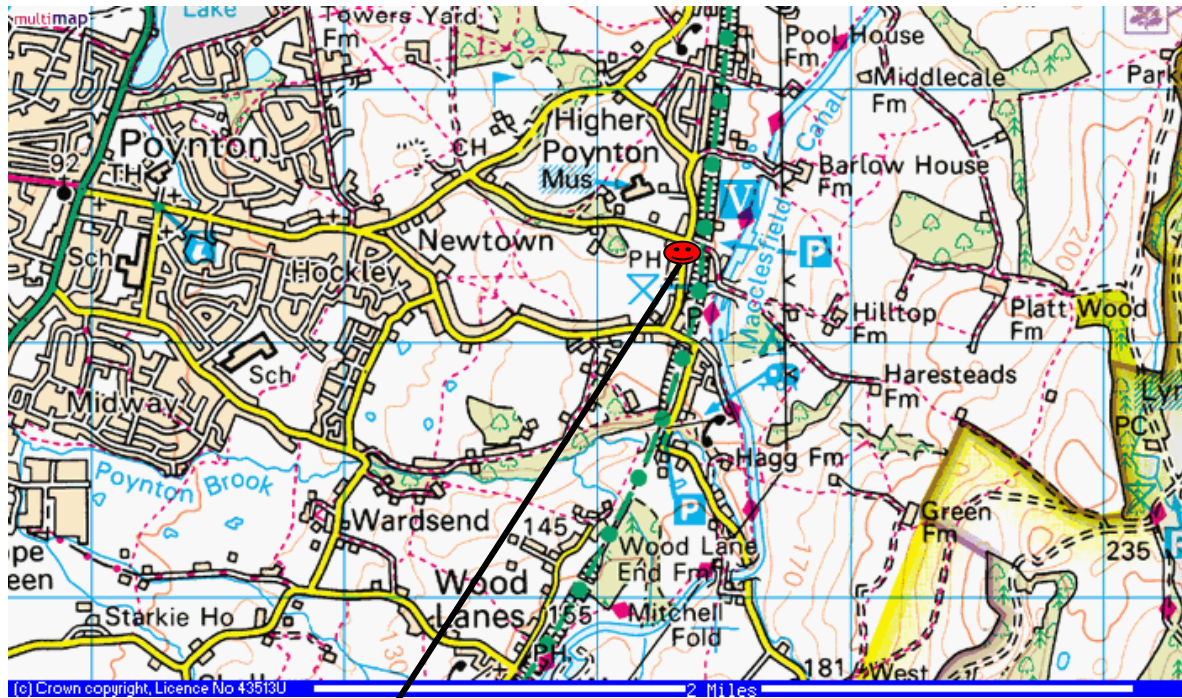 multimap
Lake
Towers Yard
Fm
Pool House
Fm
Middlecale
Fm
Park
Higher
Poynton
Mus
Poynton
92
TH
CH
Canal
Barlow House
Fm
V
Macclesfield
P
200
Newtown
PH
Sch
Hockley
P
Hilltop
Fm
Platt Wood
Fm
Sch
Midway
Haresteads
Fm
Lyr
PC
Poynton Brook
Hagg Fm
P
Wardsend
145
Green
Fm
235
P
ope
een
Wood Lane
End Fm
170
Wood
Lanes
155
Starkie Ho
Mitchell
Fold
130
PH
181
West
(c) Crown copyright, Licence No 43513U
2 Miles